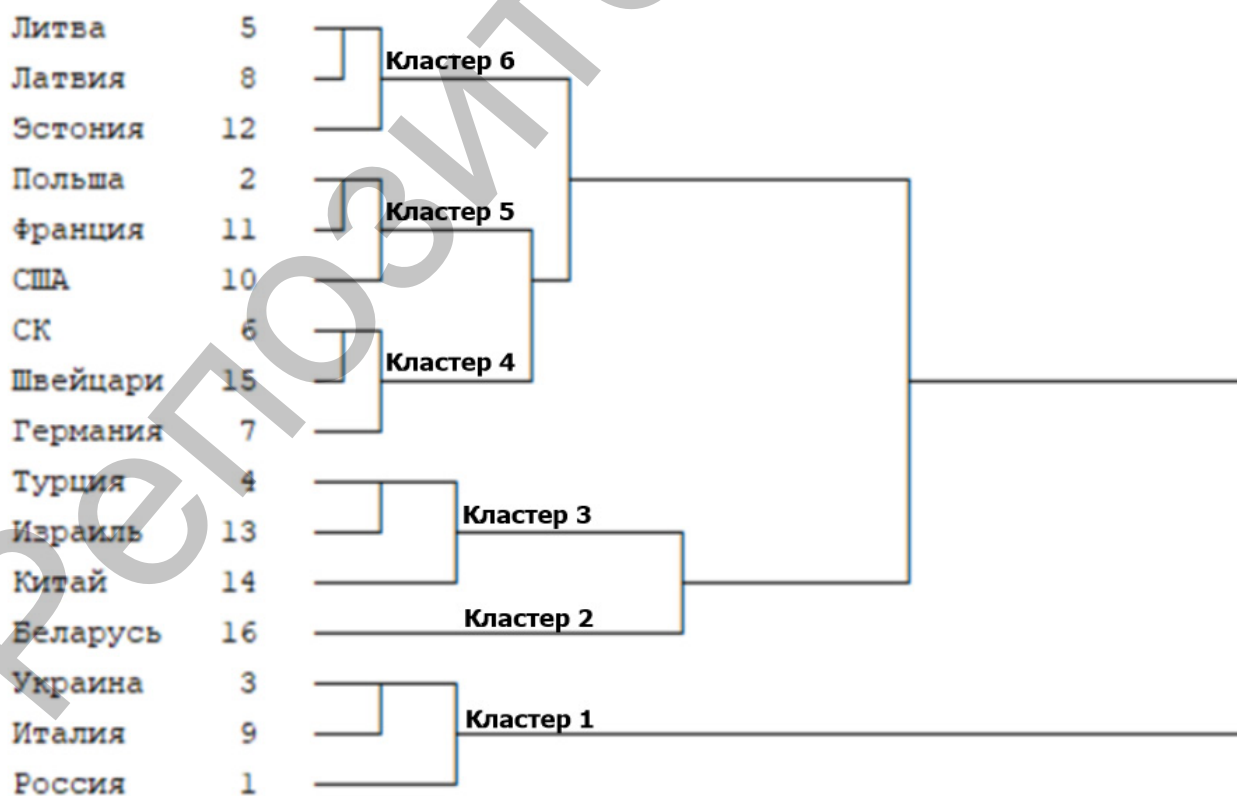 Литва 5
Кластер 6
Латвия 8
Эстония 12
Польша 2
Кластер 5
Франция 11
США 10
СК 6
Кластер 4
Швейцари 15
Германия 7
Турция 4
Кластер 3
Израиль 13
Китай 14
Кластер 2
Беларусь 16
Украина 3
Кластер 1
Италия 9
Россия 1
Репозито